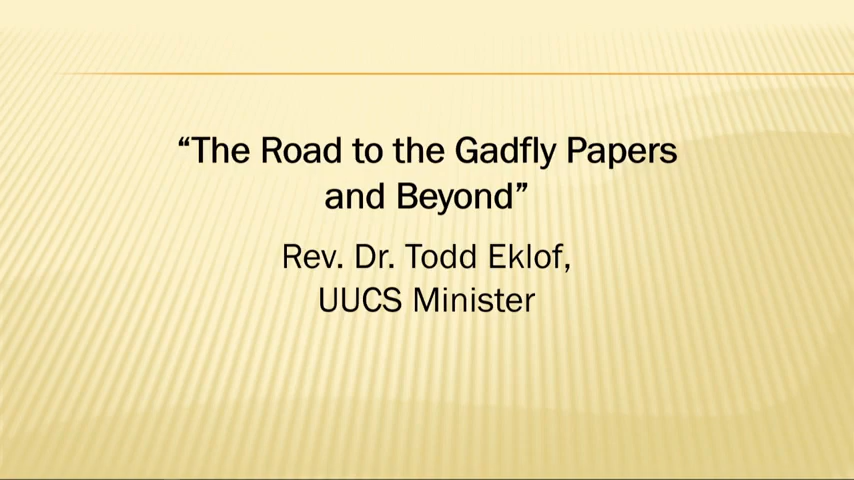 “The Road to the Gadfly Papers
and Beyond”
Rev. Dr. Todd Eklof,
UUCS Minister